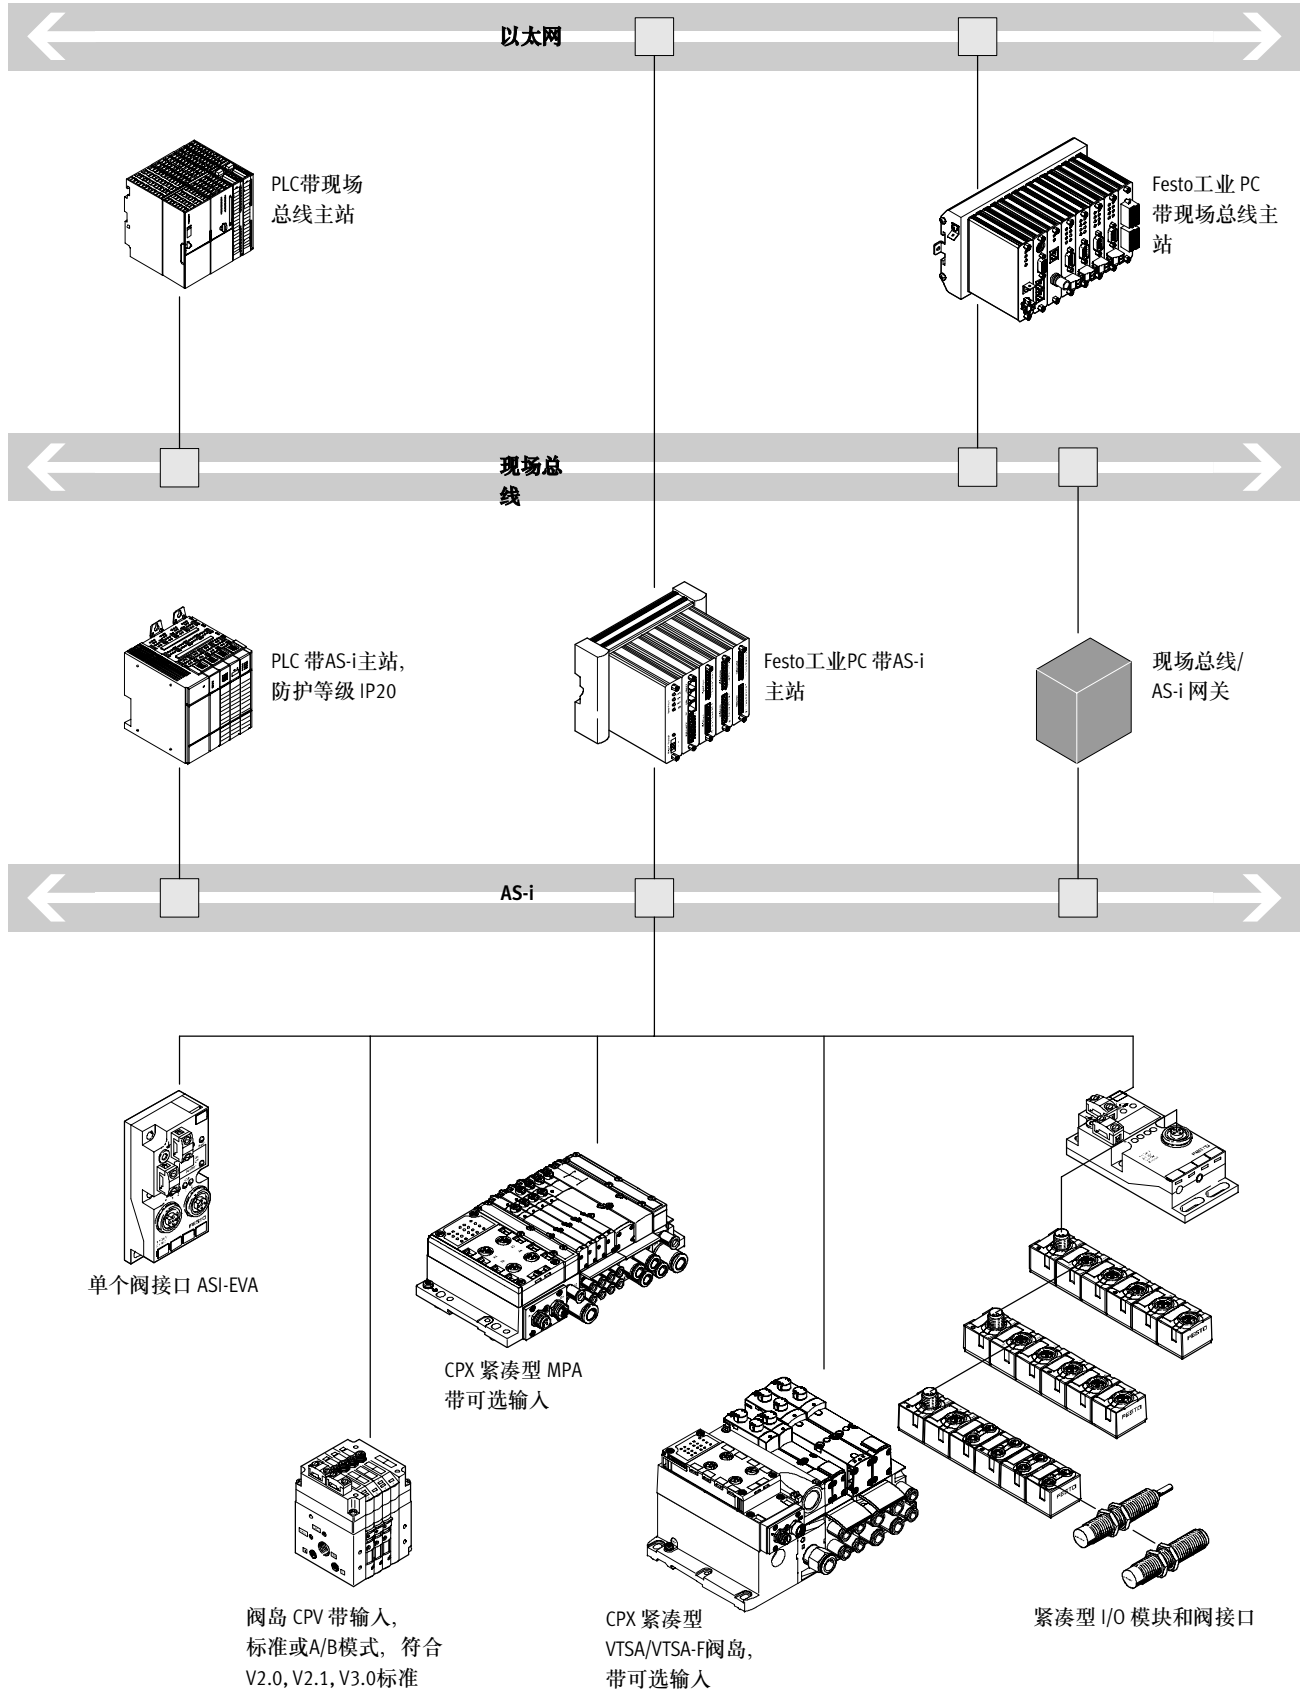 以太网
PLC带现场
总线主站
Festo工业 PC
带现场总线主
站
现场总
线
PLC 带AS-i主站，
防护等级 IP20
Festo工业PC 带AS-i
主站
现场总线/
AS-i 网关
AS-i
单个阀接口 ASI-EVA
CPX 紧凑型 MPA
带可选输入
FESTO
FESTO
FESTO
阀岛 CPV 带输入，
标准或A/B模式，符合
V2.0, V2.1, V3.0标准
CPX 紧凑型
VTSA/VTSA-F阀岛，
带可选输入
紧凑型 I/O 模块和阀接口